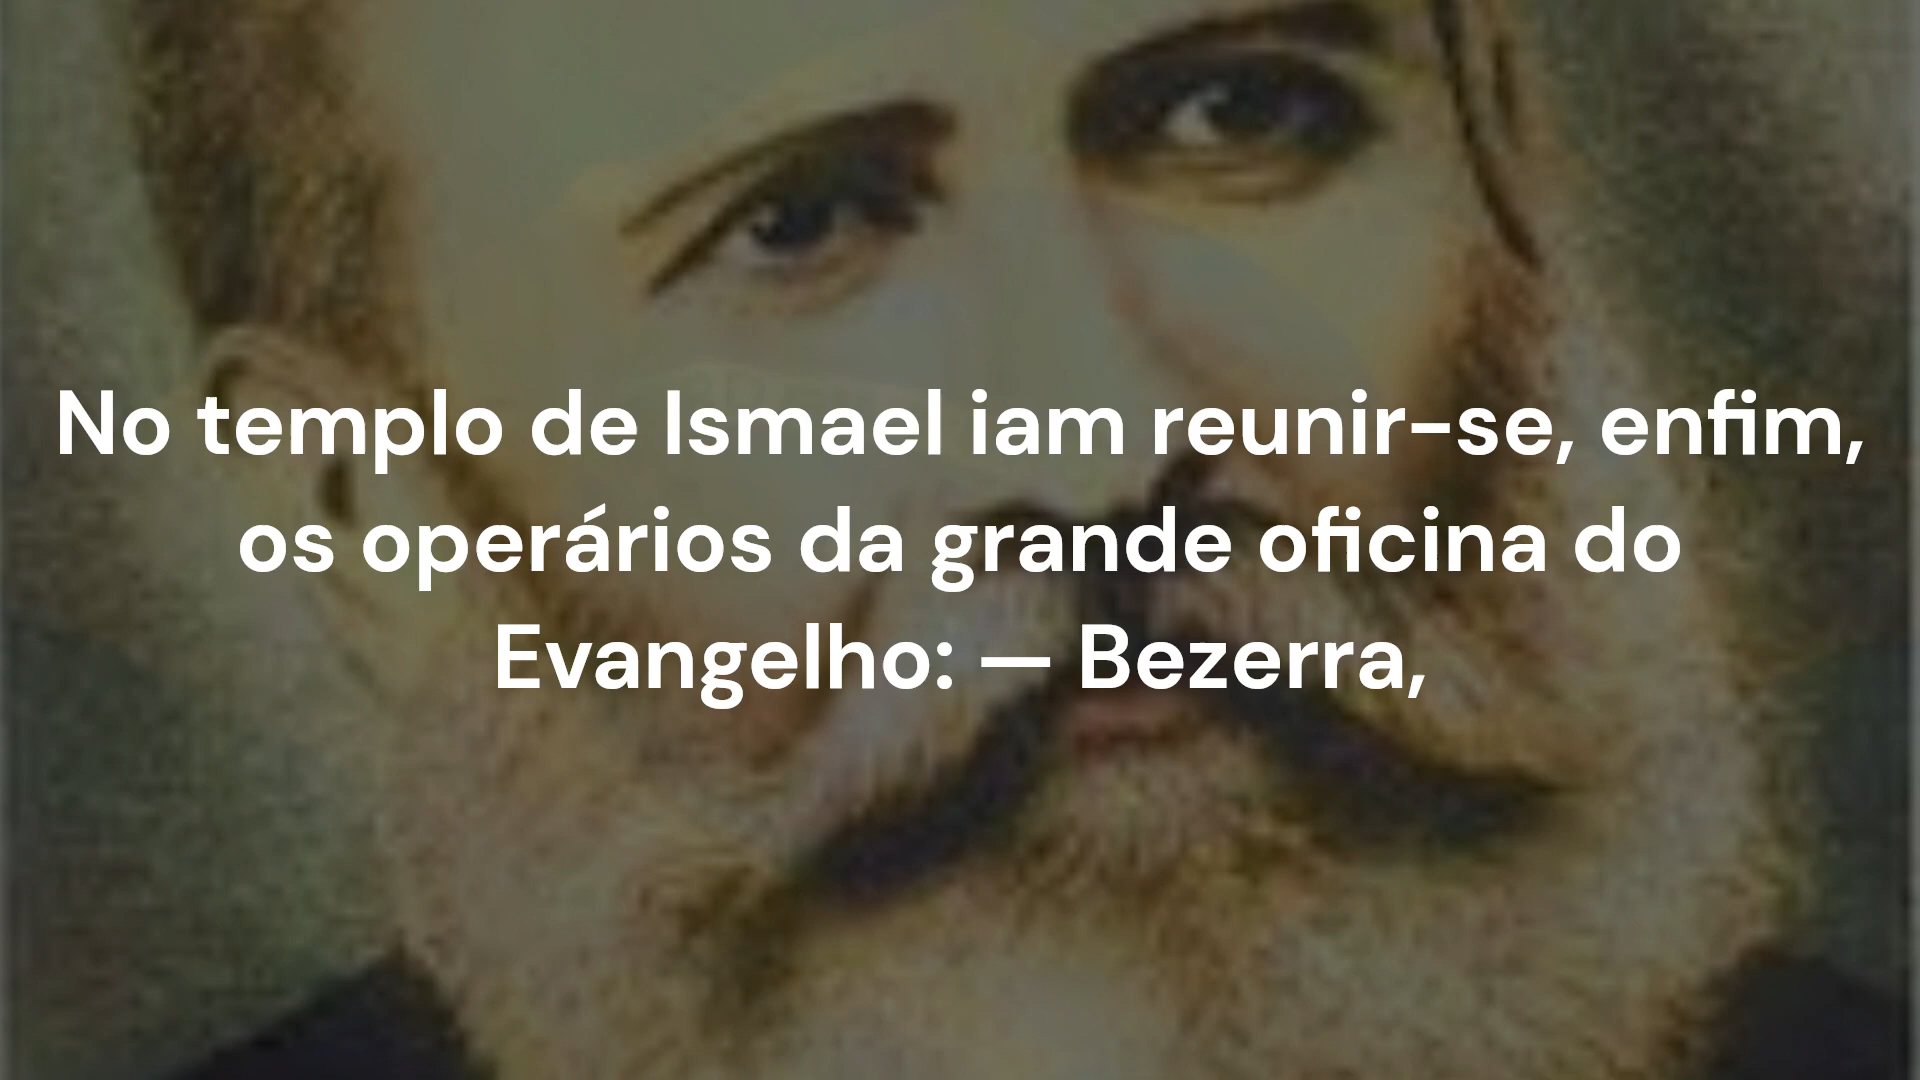 No templo de Ismael iam reunir-se, enfim,
os operários da grande oficina do
Evangelho: — Bezerra,